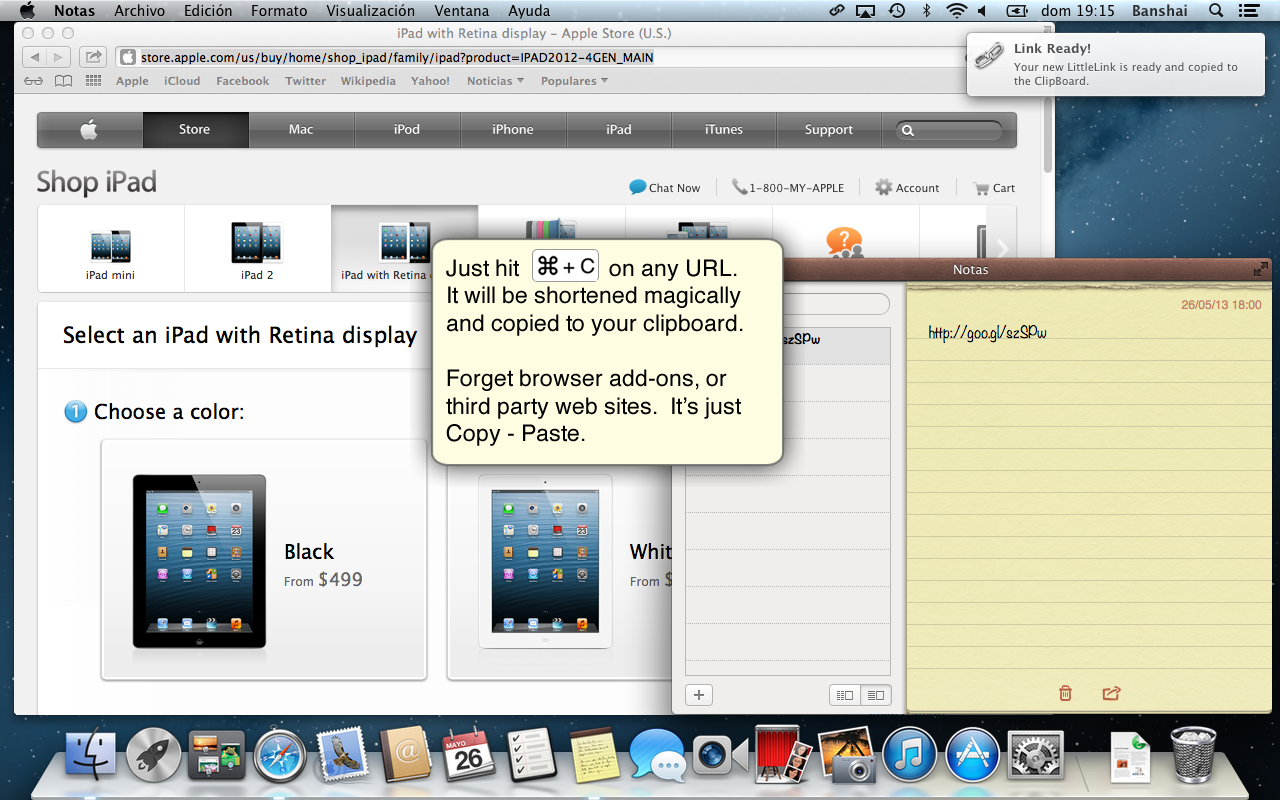 Notas Archivo Edición Formato Visualización Ventana Ayuda dom 19:15 Banshai
iPad with Retina display – Apple Store (U.S.)
store.apple.com/us/buy/home/shop_ipad/family/ipad?product=IPAD2012-4GEN_MAIN
Apple iCloud Facebook Twitter Wikipedia Yahoo! Noticias Populares
Link Ready!
Your new LittleLink is ready and copied to
the ClipBoard.
Store Mac iPod iPhone iPad iTunes Support
Shop iPad
Chat Now 1-800-MY-APPLE Account Cart
iPad mini iPad 2 iPad with Retina
Just hit ⌘ + C on any URL.
It will be shortened magically
and copied to your clipboard.
Forget browser add-ons, or
third party web sites. It's just
Copy - Paste.
Notas
26/05/13 18:00
szSPw
http://goo.gl/szSPw
Select an iPad with Retina display
1 Choose a color:
Black
From $499
Whit
From $
MAYO
26